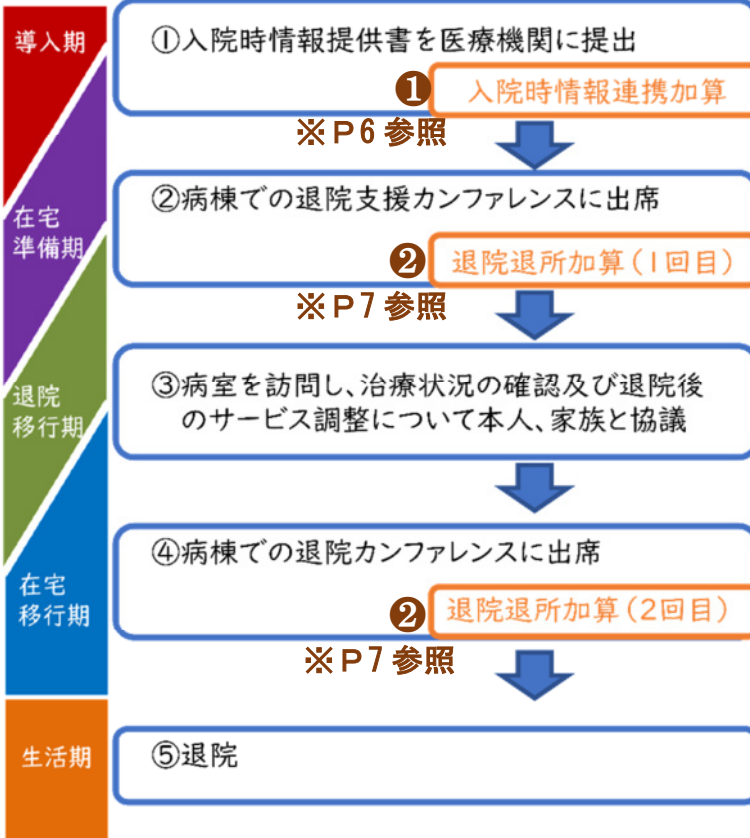 導入期
①入院時情報提供書を医療機関に提出
❶ 入院時情報連携加算
※P6参照
在宅
準備期
②病棟での退院支援カンファレンスに出席
❷ 退院退所加算(1回目)
※P7参照
退院
移行期
③病室を訪問し、治療状況の確認及び退院後
のサービス調整について本人、家族と協議
在宅
移行期
④病棟での退院カンファレンスに出席
❷ 退院退所加算(2回目)
※P7参照
生活期
⑤退院